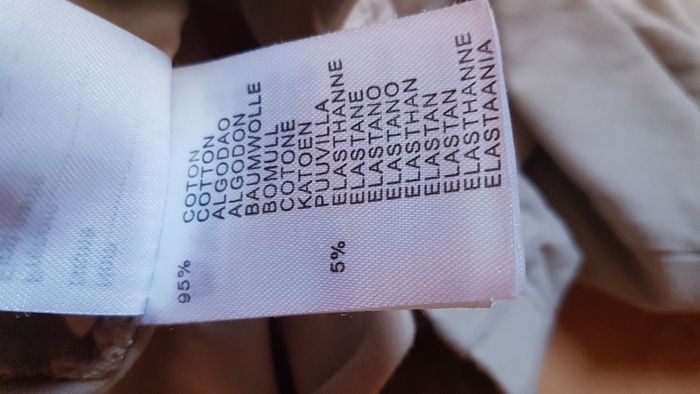 95% COTON
COTTON
ALGODAO
ALGODON
BAUMWOLLE
BOMULL
COTONE
KATOEN
PUUVILLA
5% ELASTHANNE
ELASTANE
ELASTANO
ELASTANO
ELASTHAN
ELASTAN
ELASTAN
ELASTHANNE
ELASTAANIA